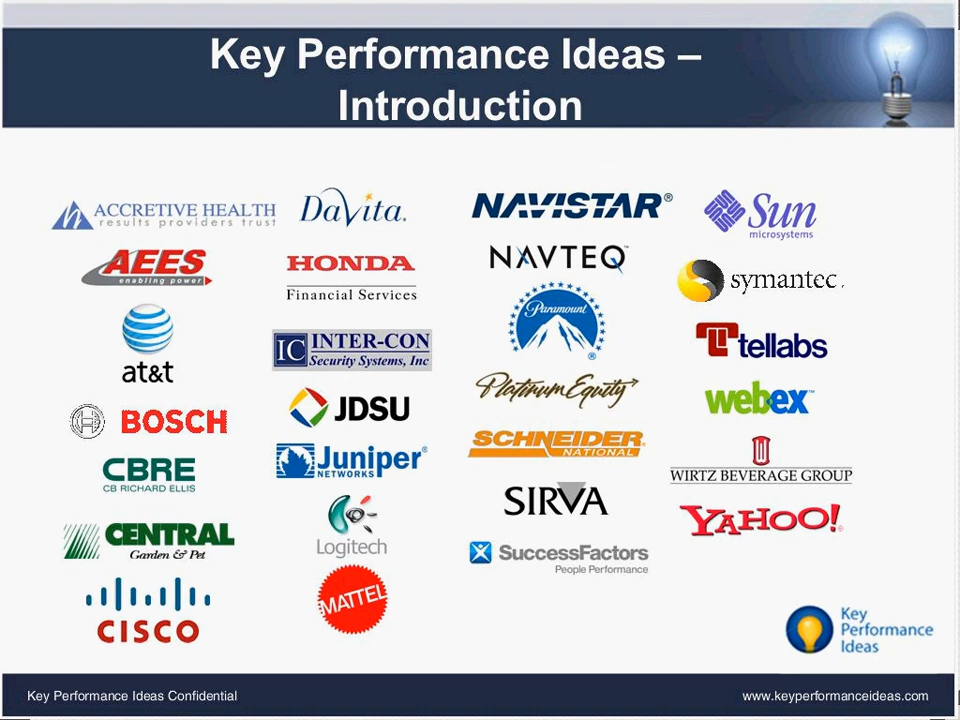 Key Performance Ideas –
Introduction
ACCRETIVE HEALTH
results providers trust
AEES
enabling power
at&t
BOSCH
CBRE
CB RICHARD ELLIS
CENTRAL
Garden & Pet
CISCO
DaVita.
HONDA
Financial Services
IC INTER-CON
Security Systems, Inc
JDSU
Juniper®
NETWORKS
Logitech
MATTEL
NAVISTAR®
NAVTEQ™
Paramount
®
Platinum Equity
SCHNEIDER®
NATIONAL
SIRVA
SuccessFactors
People Performance
Sun
microsystems
symantec.
tellabs
webex™
WIRTZ BEVERAGE GROUP
YAHOO!®
Key
Performance
Ideas
Key Performance Ideas Confidential
www.keyperformanceideas.com